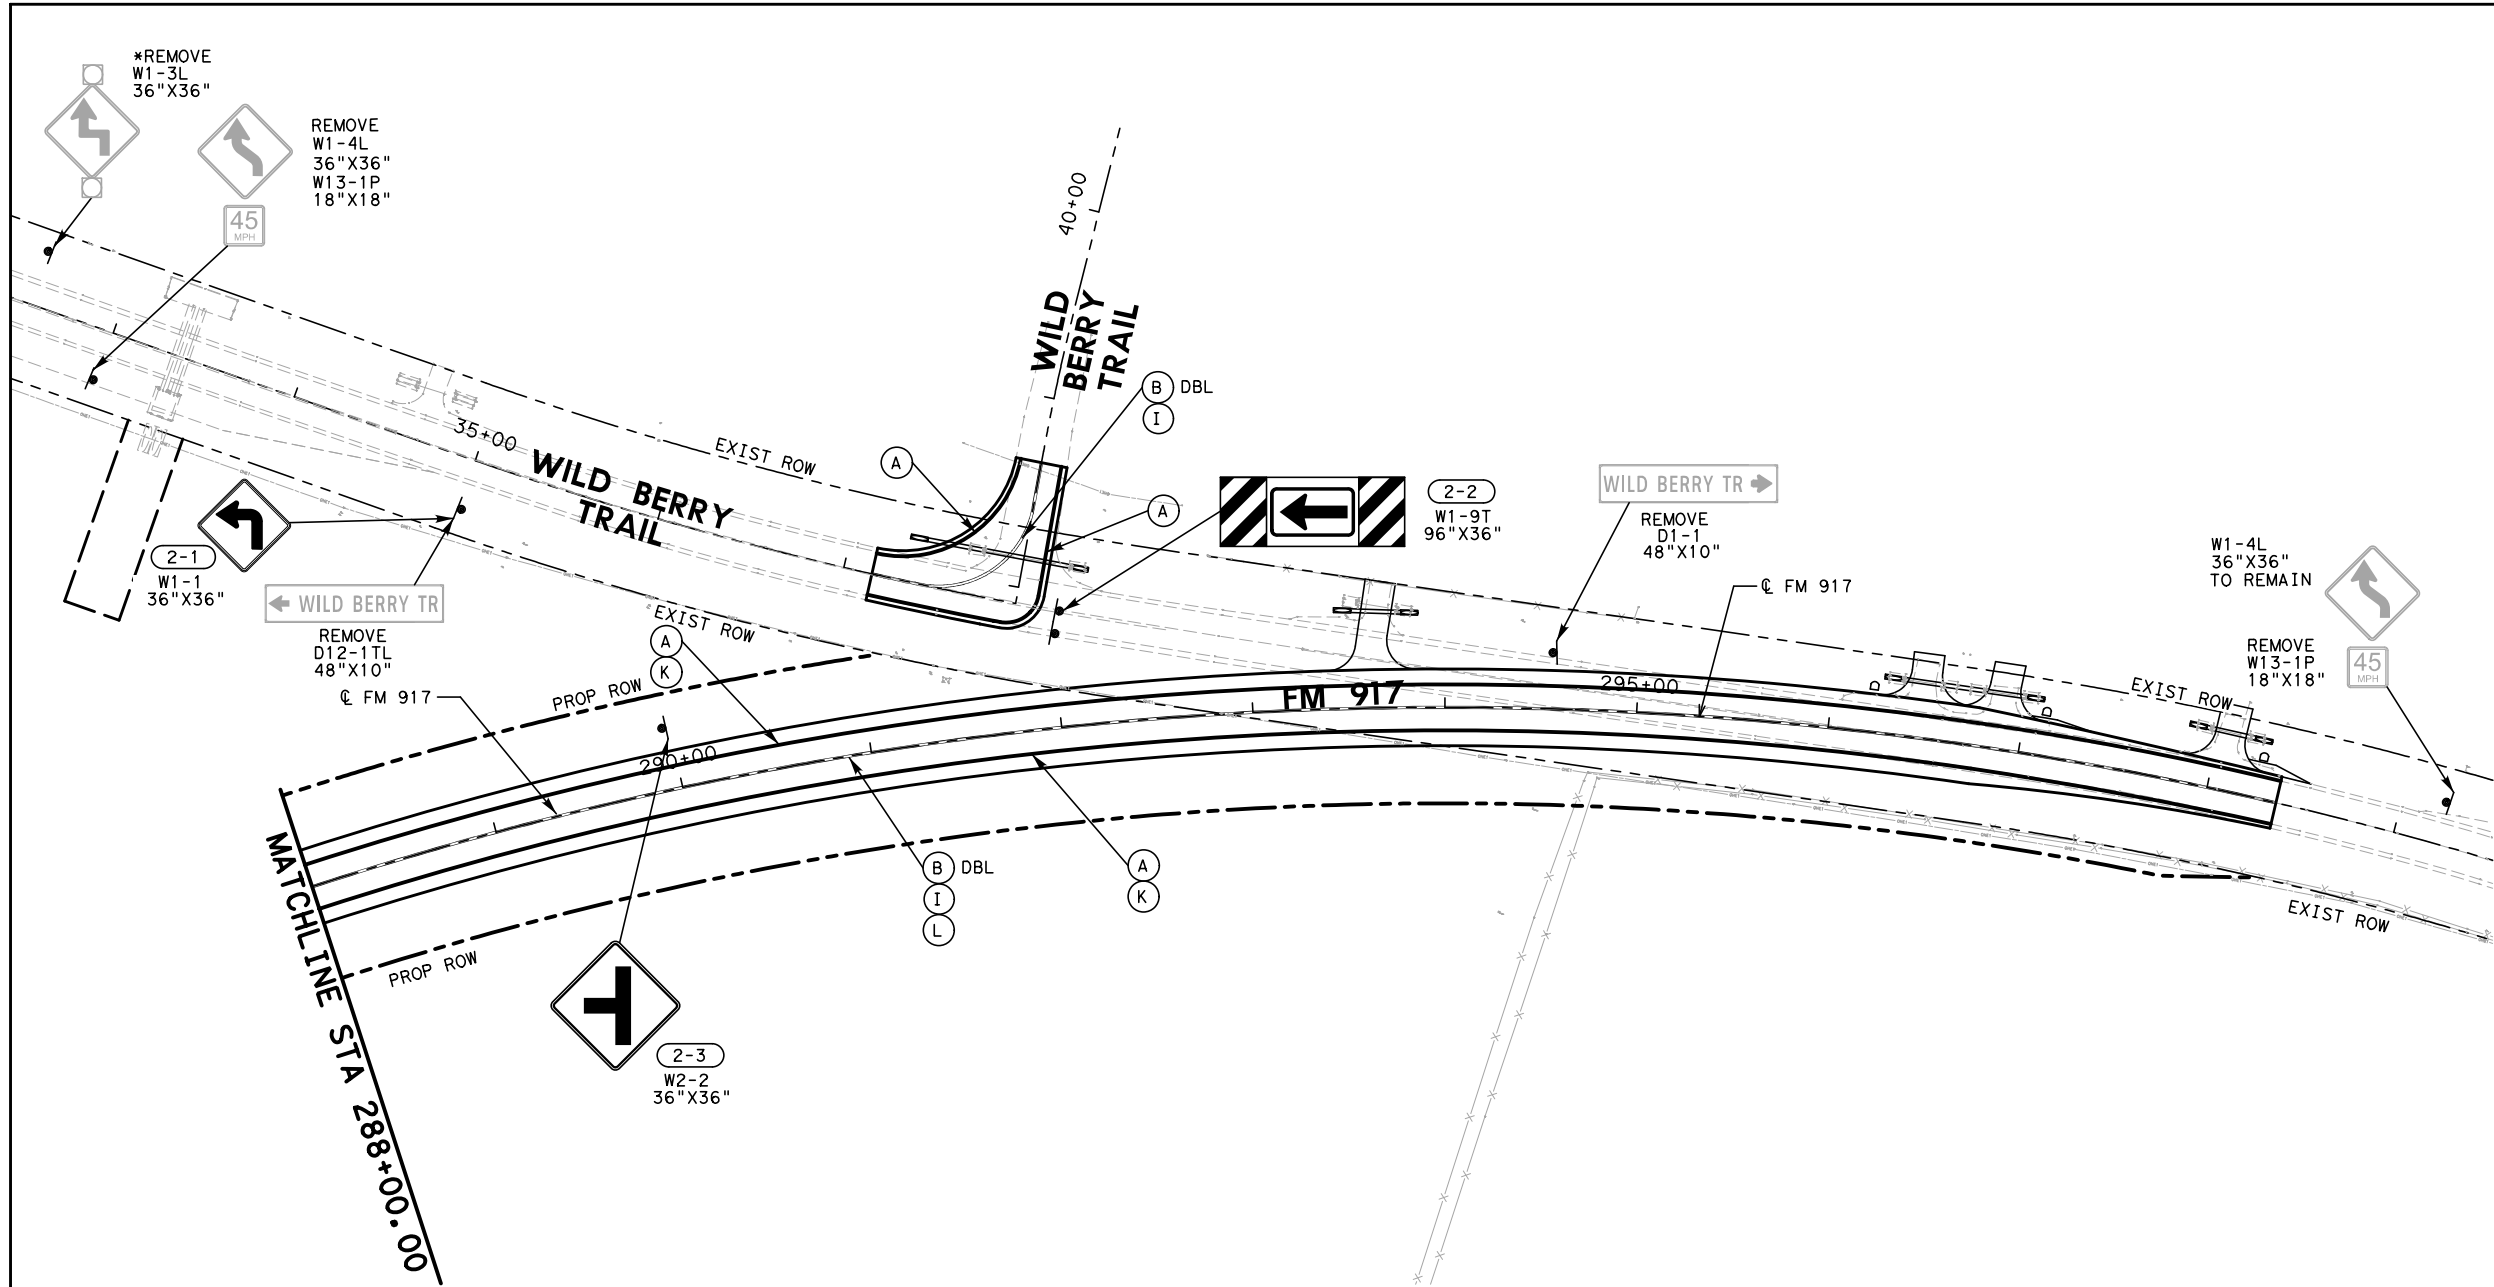 *REMOVE
W1-3L
36"X36"
REMOVE
W1-4L
36"X36"
W13-1P
18"X18"
45
MPH
40+00
WILD
BERRY
TRAIL
B DBL
I
A
A
35+00
WILD BERRY
TRAIL
EXIST ROW
2-1
W1-1
36"X36"
WILD BERRY TR
REMOVE
D12-1TL
48"X10"
2-2
W1-9T
96"X36"
WILD BERRY TR
REMOVE
D1-1
48"X10"
℄ FM 917
W1-4L
36"X36"
TO REMAIN
REMOVE
W13-1P
18"X18"
45
MPH
EXIST ROW
A
K
PROP ROW
℄ FM 917
290+00
FM 917
295+00
D
D
D
EXIST ROW
EXIST ROW
B DBL
I
L
A
K
PROP ROW
2-3
W2-2
36"X36"
MATCHLINE STA 288+00.00